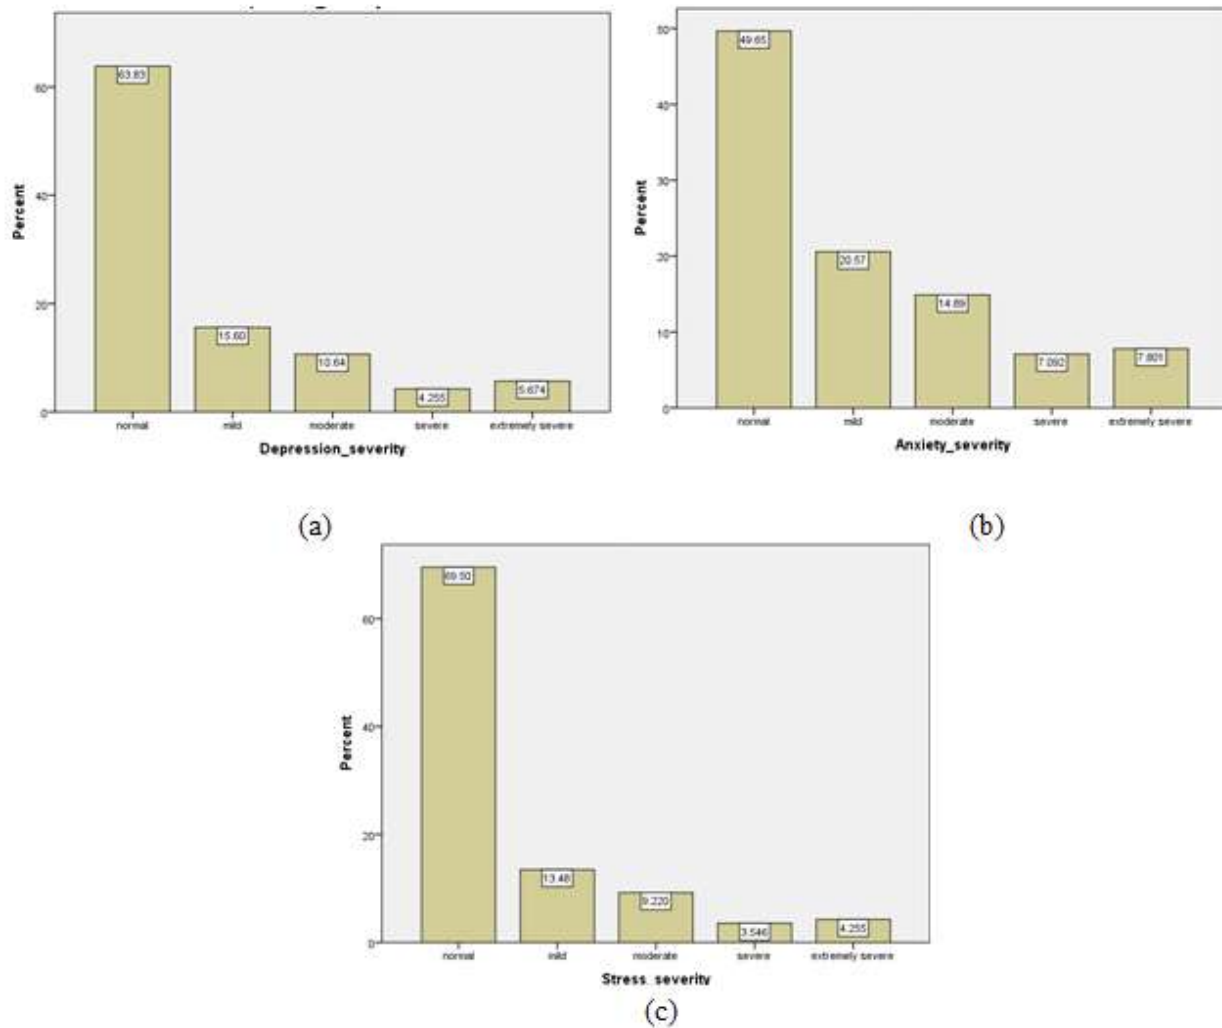 60
40
20
0
Percent
63.83
15.60
10.64
4.255
5.674
normal mild moderate severe extremely severe
Depression_severity
(a)
50
40
30
20
10
0
Percent
49.65
20.57
14.89
7.092
7.801
normal mild moderate severe extremely severe
Anxiety_severity
(b)
60
40
20
0
Percent
69.50
13.48
9.220
3.546
4.255
normal mild moderate severe extremely severe
Stress_severity
(c)